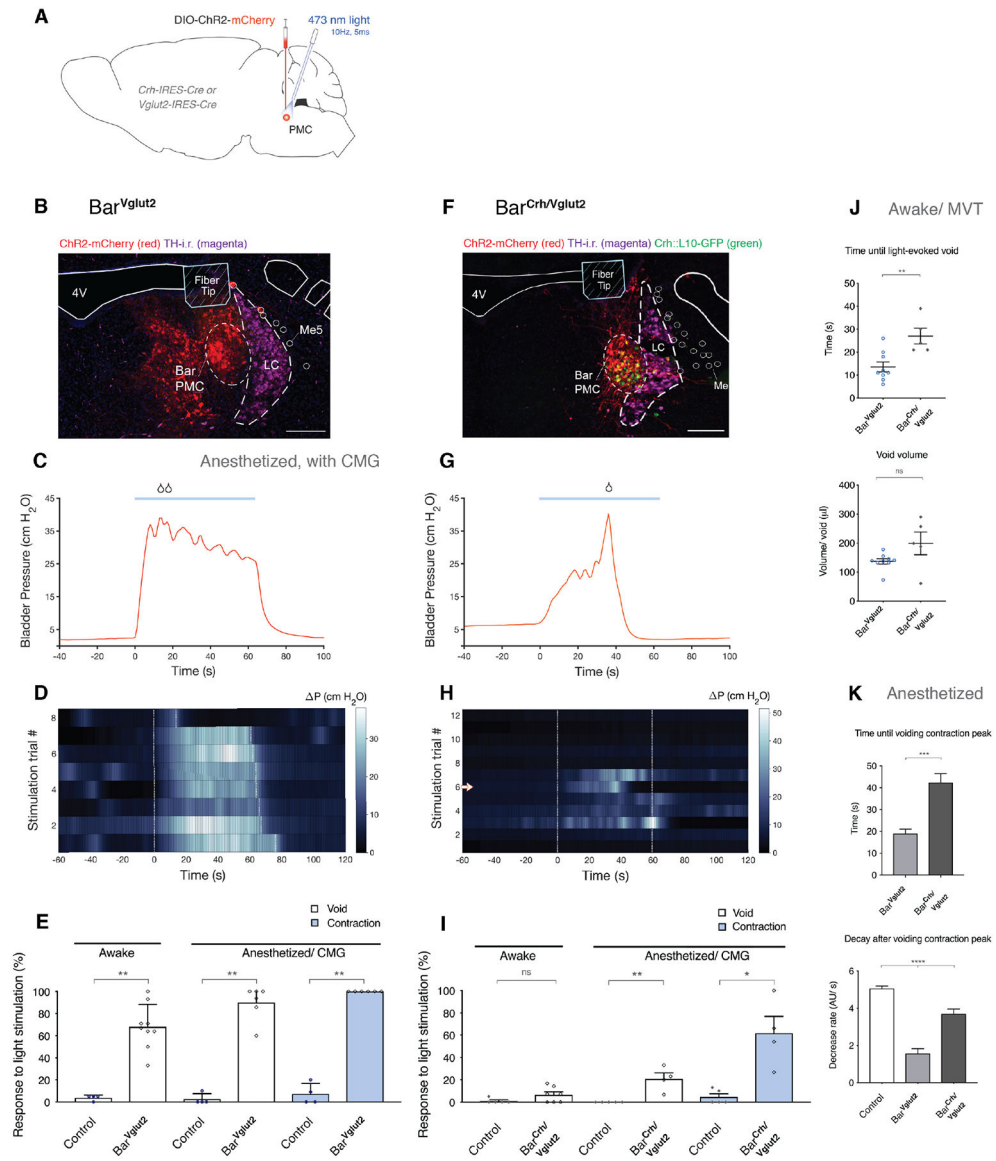 A
DIO-ChR2-mCherry
473 nm light
10Hz, 5ms
Crh-IRES-Cre or
Vglut2-IRES-Cre
PMC
B
BarVglut2
ChR2-mCherry (red) TH-i.r. (magenta)
4V
Fiber
Tip
Me5
LC
Bar
PMC
F
BarCrh/Vglut2
ChR2-mCherry (red) TH-i.r. (magenta) Crh::L10-GFP (green)
4V
Fiber
Tip
LC
Bar
PMC
Me
J
Awake/ MVT
Time until light-evoked void
**
Time (s)
50
40
30
20
10
0
BarVglut2
BarCrh/
Vglut2
Void volume
ns
Volume/ void (µl)
400
300
200
100
0
BarVglut2
BarCrh/
Vglut2
C
Anesthetized, with CMG
Bladder Pressure (cm H2O)
45
35
25
15
5
-40 -20 0 20 40 60 80 100
Time (s)
G
Bladder Pressure (cm H2O)
45
35
25
15
5
-40 -20 0 20 40 60 80 100
Time (s)
D
ΔP (cm H2O)
Stimulation trial #
8
6
4
2
30
20
10
0
-60 -40 -20 0 20 40 60 80 100 120
Time (s)
H
ΔP (cm H2O)
Stimulation trial #
12
10
8
6
4
2
50
40
30
20
10
0
-60 -40 -20 0 20 40 60 80 100 120
Time (s)
K
Anesthetized
Time until voiding contraction peak
***
Time (s)
50
40
30
20
10
0
BarVglut2
BarCrh/
Vglut2
Decay after voiding contraction peak
****
Decrease rate (AU/ s)
6
4
2
0
Control
BarVglut2
BarCrh/
Vglut2
E
Void
Contraction
Awake
Anesthetized/ CMG
** ** **
Response to light stimulation (%)
100
80
60
40
20
0
Control
BarVglut2
Control
BarVglut2
Control
BarVglut2
I
Void
Contraction
Awake
Anesthetized/ CMG
ns ** *
Response to light stimulation (%)
100
80
60
40
20
0
Control
BarCrh/
Vglut2
Control
BarCrh/
Vglut2
Control
BarCrh/
Vglut2